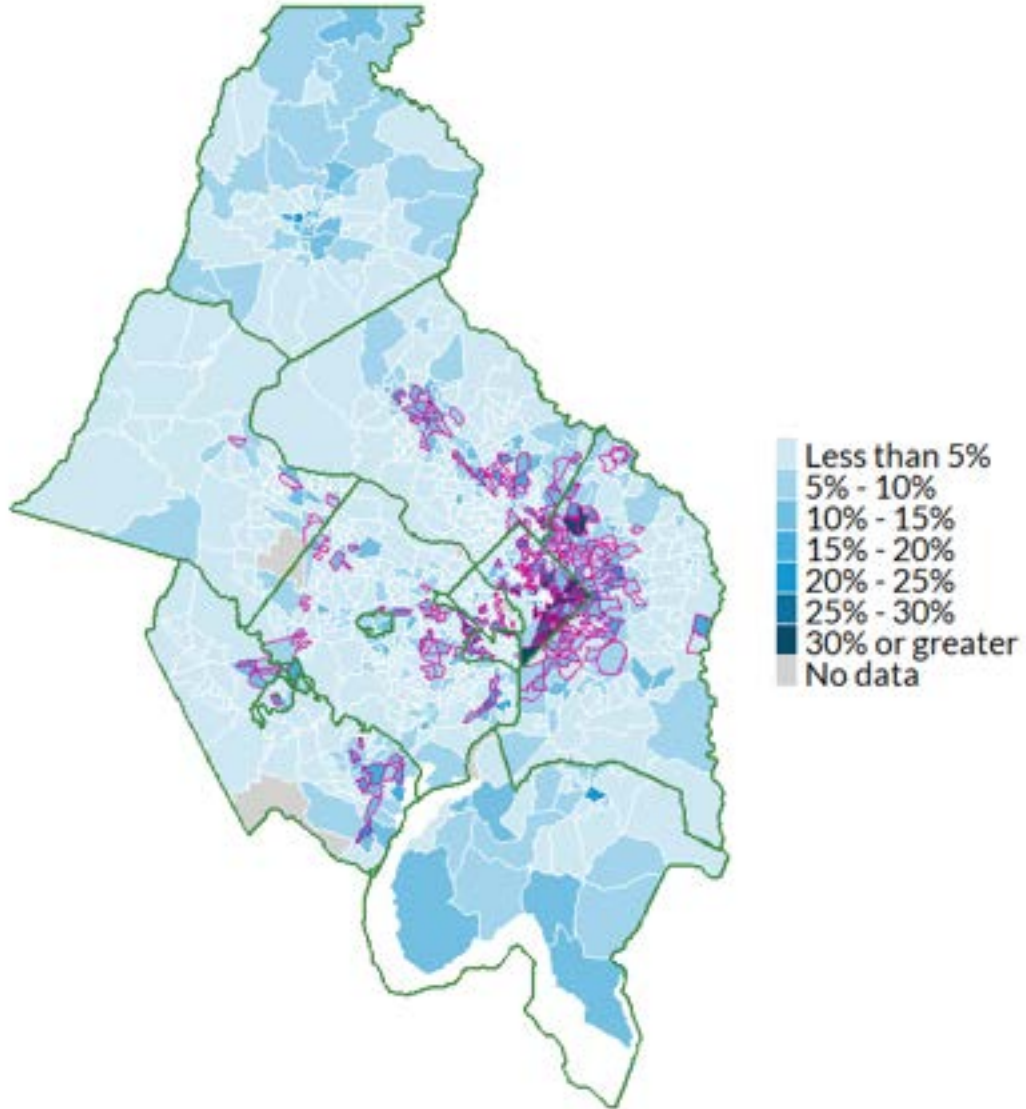 Less than 5%
5% - 10%
10% - 15%
15% - 20%
20% - 25%
25% - 30%
30% or greater
No data